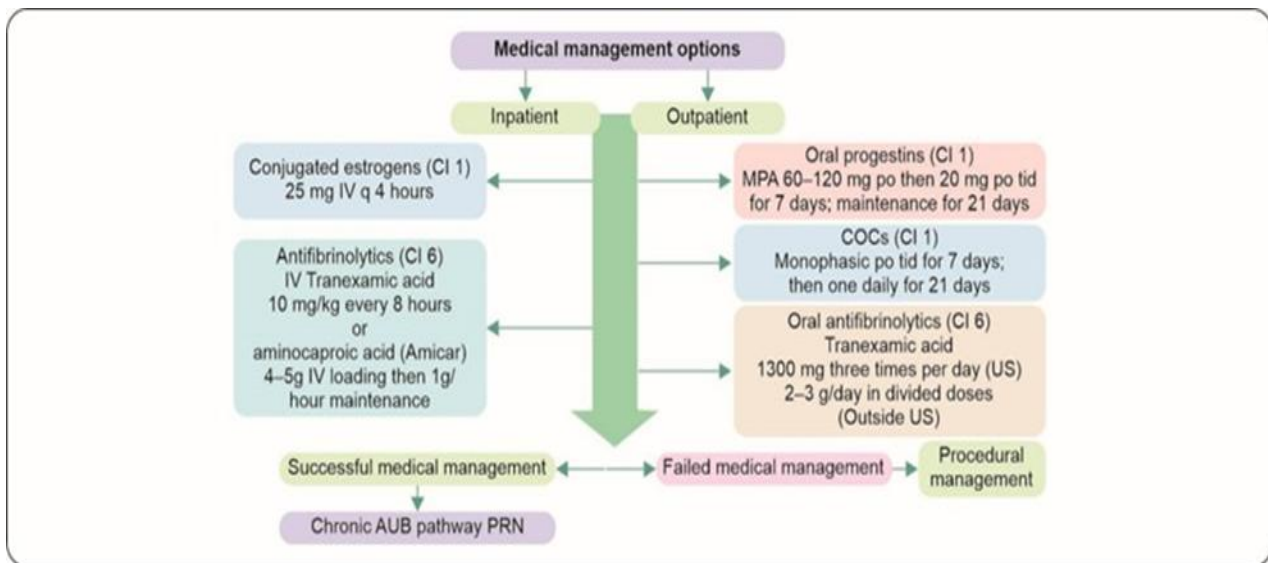 Medical management options
Inpatient
Outpatient
Conjugated estrogens (CI 1)
25 mg IV q 4 hours
Antifibrinolytics (CI 6)
IV Tranexamic acid
10 mg/kg every 8 hours
or
aminocaproic acid (Amicar)
4–5g IV loading then 1g/
hour maintenance
Oral progestins (CI 1)
MPA 60–120 mg po then 20 mg po tid
for 7 days; maintenance for 21 days
COCs (CI 1)
Monophasic po tid for 7 days;
then one daily for 21 days
Oral antifibrinolytics (CI 6)
Tranexamic acid
1300 mg three times per day (US)
2–3 g/day in divided doses
(Outside US)
Successful medical management
Failed medical management
Procedural
management
Chronic AUB pathway PRN